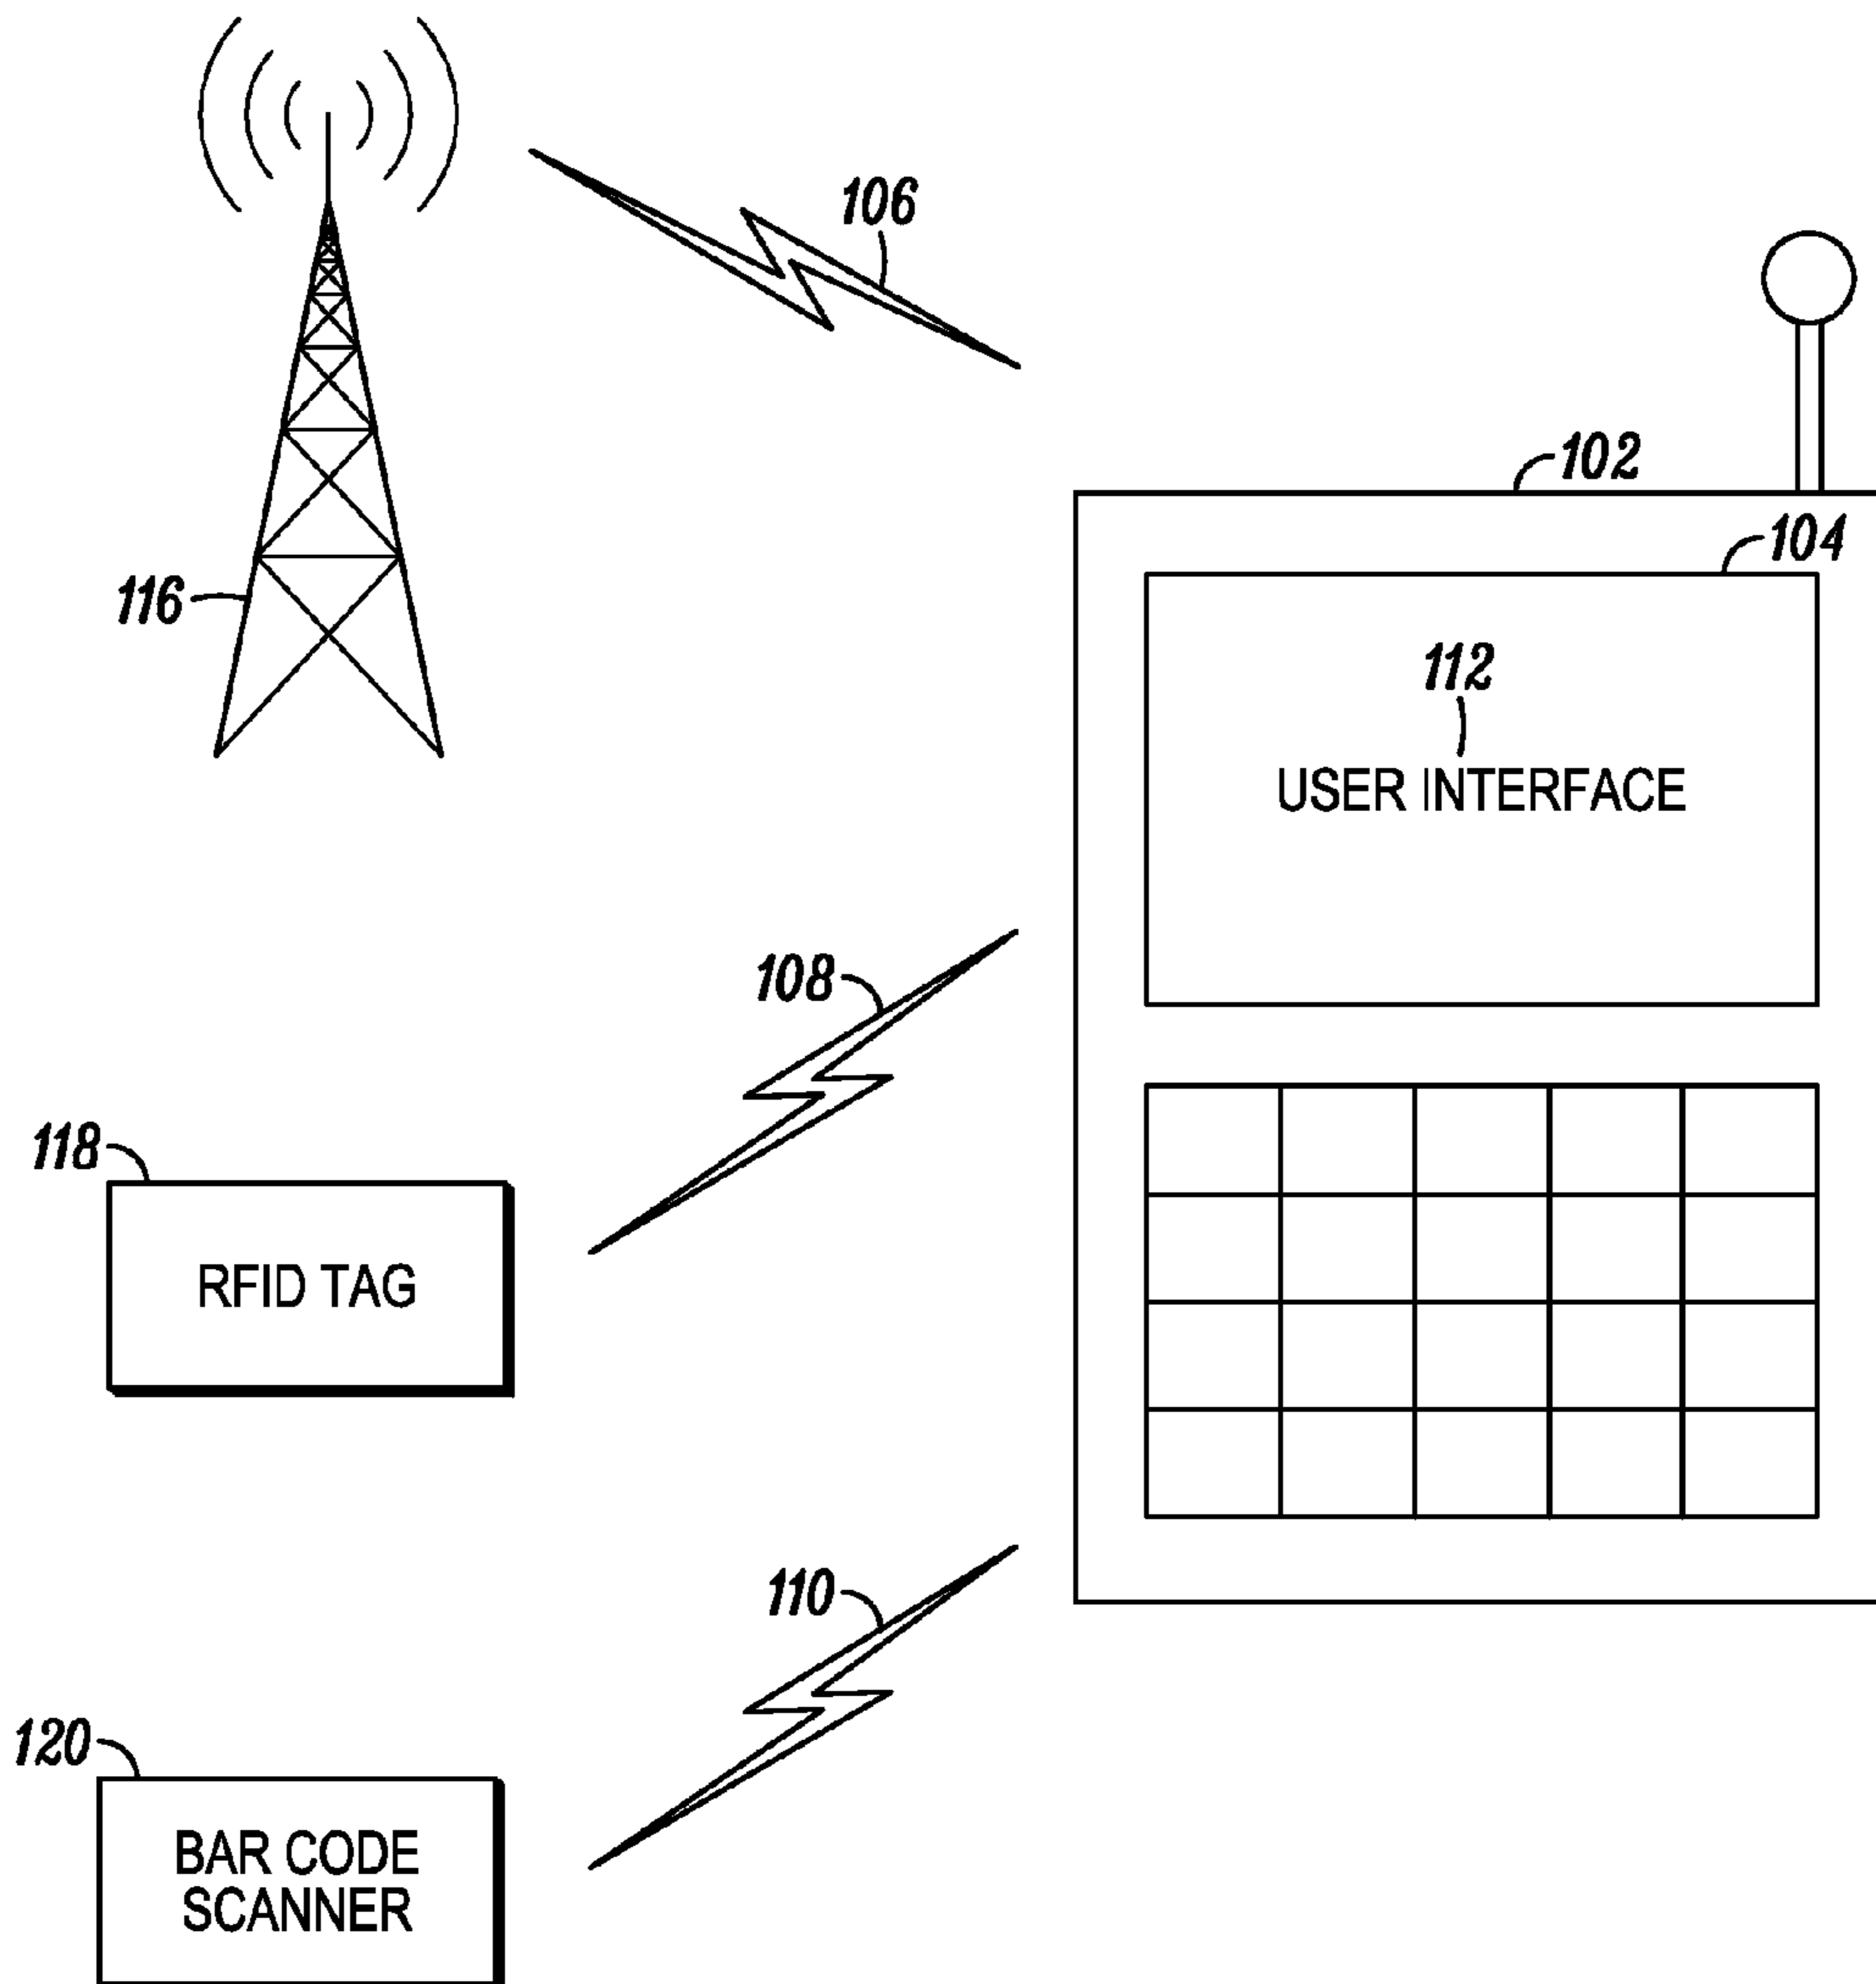 106
102
104
116
112
USER INTERFACE
108
118
RFID TAG
110
120
BAR CODE
SCANNER